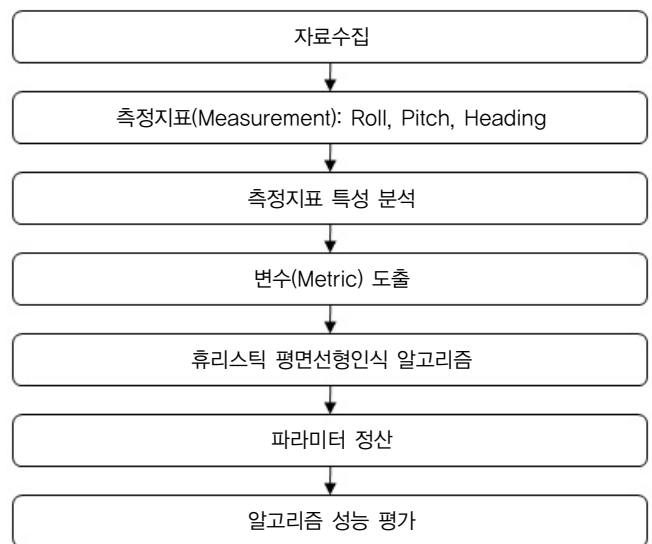 자료수집
측정지표(Measurement): Roll, Pitch, Heading
측정지표 특성 분석
변수(Metric) 도출
휴리스틱 평면선형인식 알고리즘
파라미터 정산
알고리즘 성능 평가